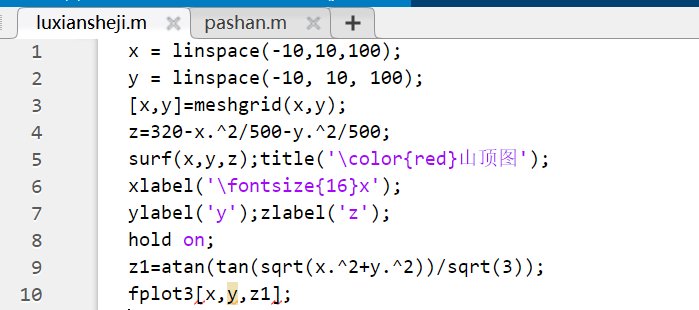 luxiansheji.m × pashan.m × +
1 x = linspace(-10,10,100);
2 y = linspace(-10, 10, 100);
3 [x,y]=meshgrid(x,y);
4 z=320-x.^2/500-y.^2/500;
5 surf(x,y,z);title('\color{red}山顶图');
6 xlabel('\fontsize{16}x');
7 ylabel('y');zlabel('z');
8 hold on;
9 z1=atan(tan(sqrt(x.^2+y.^2))/sqrt(3));
10 fplot3[x,y,z1];